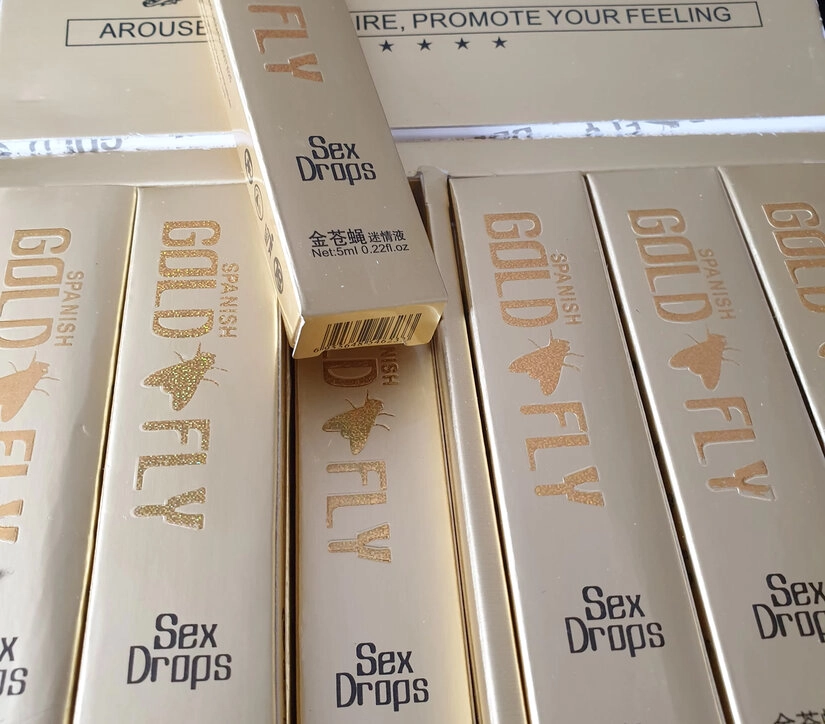 AROUSE
IRE, PROMOTE YOUR FEELING
★ ★ ★ ★
FLY
Sex
Drops
金苍蝇 迷情液
Net:5ml 0.22fl.oz
SPANISH
GOLD
FLY
SPANISH
GOLD
FLY
Sex
Drops
FLY
Sex
Drops
SPANISH
GOLD
FLY
Sex
Drops
SPANISH
GOLD
FLY
Sex
Drops
GOLD